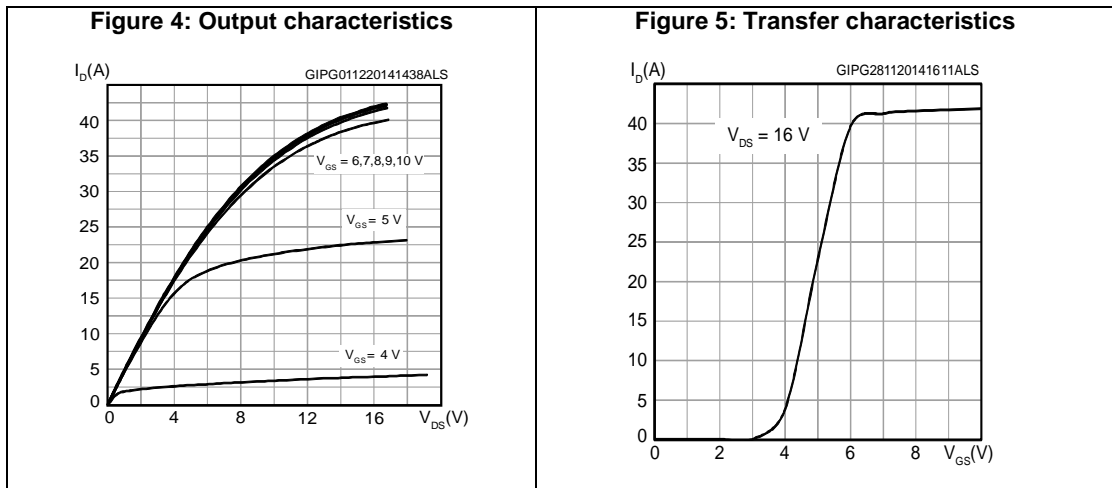 Figure 4: Output characteristics
I_D(A)
GIPG011220141438ALS
40
35
30
25
20
15
10
5
0
V_GS = 6,7,8,9,10 V
V_GS = 5 V
V_GS = 4 V
0 4 8 12 16 V_DS(V)
Figure 5: Transfer characteristics
I_D(A)
GIPG281120141611ALS
40
35
30
25
20
15
10
5
0
V_DS = 16 V
0 2 4 6 8 V_GS(V)